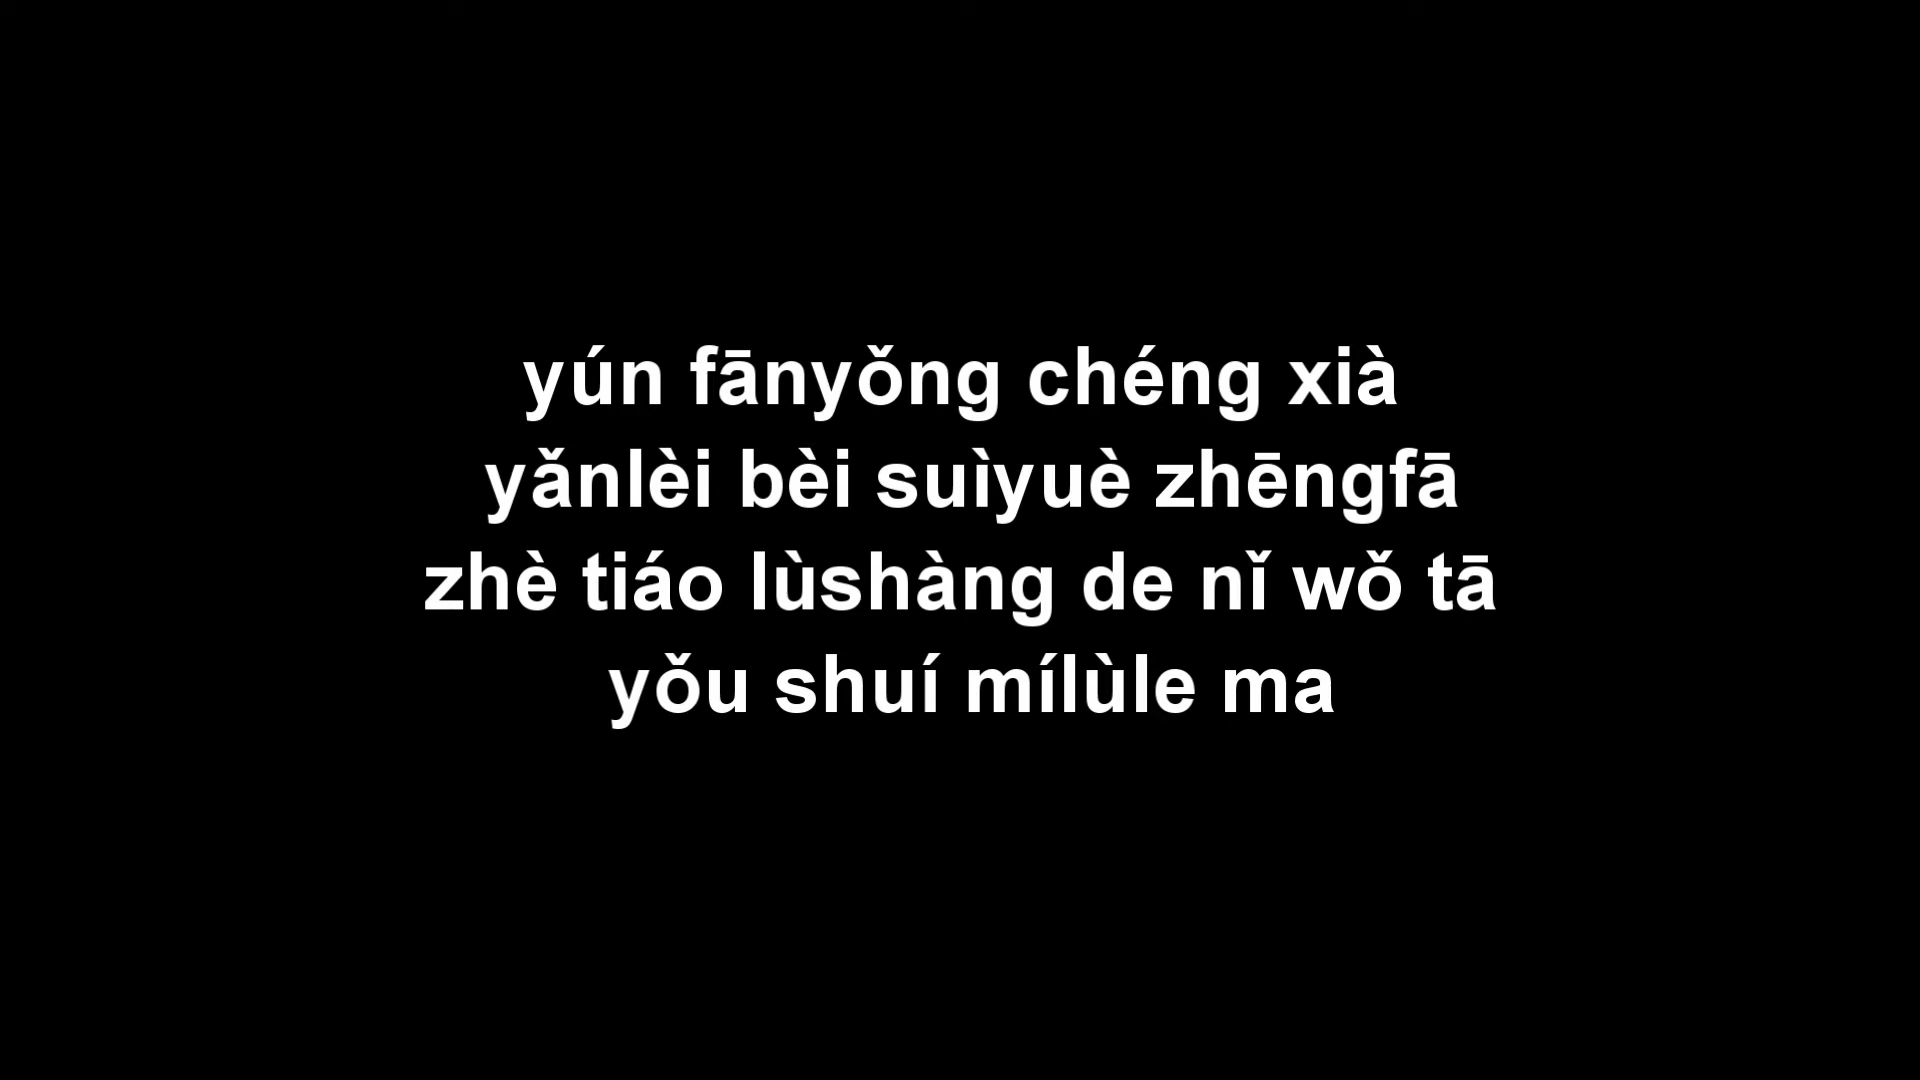 yún fānyǒng chéng xià
yǎnlèi bèi suìyuè zhēngfā
zhè tiáo lùshàng de nǐ wǒ tā
yǒu shuí mílùle ma